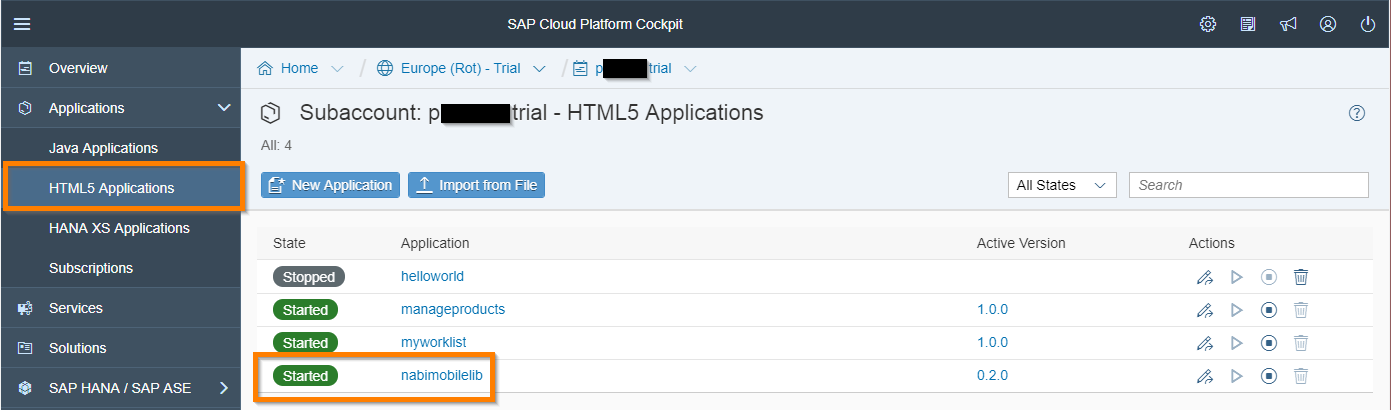 SAP Cloud Platform Cockpit
Overview
Home / Europe (Rot) - Trial / p trial
Applications
Subaccount: p trial - HTML5 Applications
All: 4
Java Applications
HTML5 Applications
New Application Import from File All States Search
HANA XS Applications
State Application Active Version Actions
Subscriptions
Stopped helloworld
Services
Started manageproducts 1.0.0
Solutions
Started myworklist 1.0.0
SAP HANA / SAP ASE
Started nabimobilelib 0.2.0